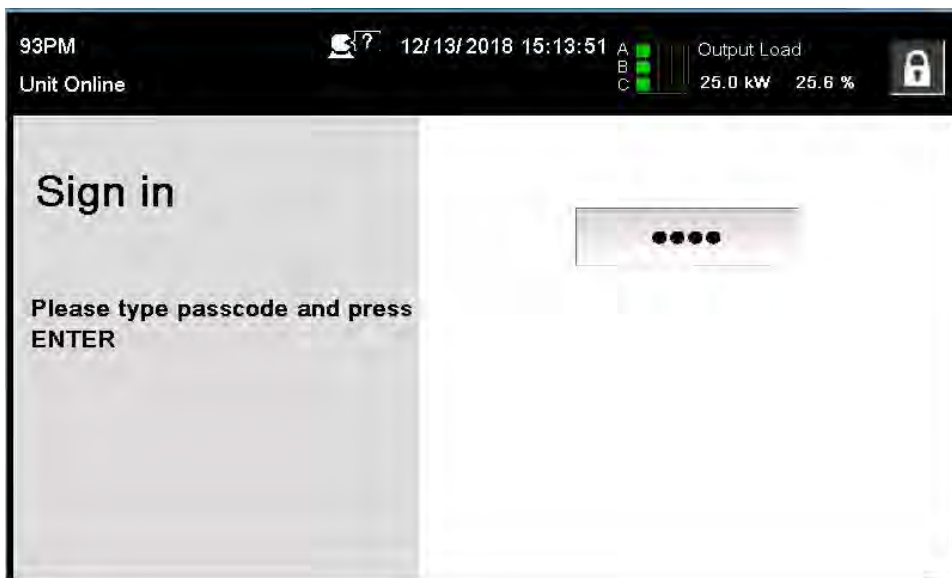 93PM
12/13/2018 15:13:51
Unit Online
?
A
B
C
Output Load
25.0 kW 25.6 %
Sign in
••••
Please type passcode and press
ENTER